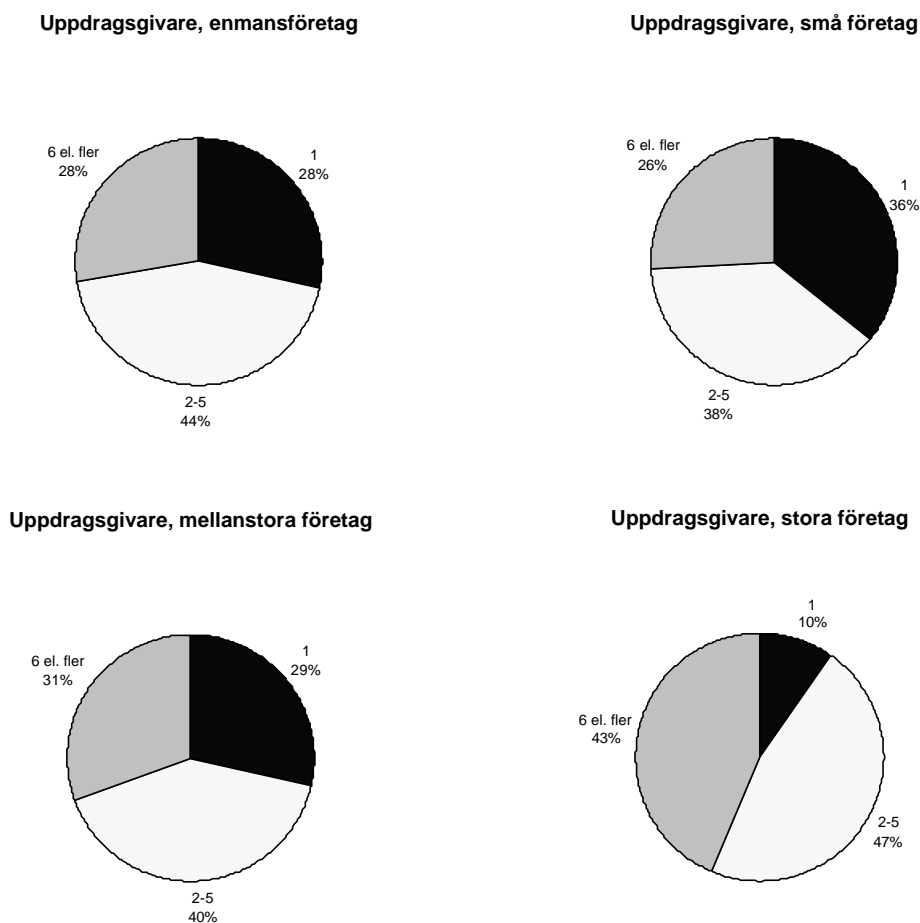 Uppdragsgivare, enmansföretag
6 el. fler
28%
1
28%
2-5
44%
Uppdragsgivare, små företag
6 el. fler
26%
1
36%
2-5
38%
Uppdragsgivare, mellanstora företag
6 el. fler
31%
1
29%
2-5
40%
Uppdragsgivare, stora företag
1
10%
6 el. fler
43%
2-5
47%